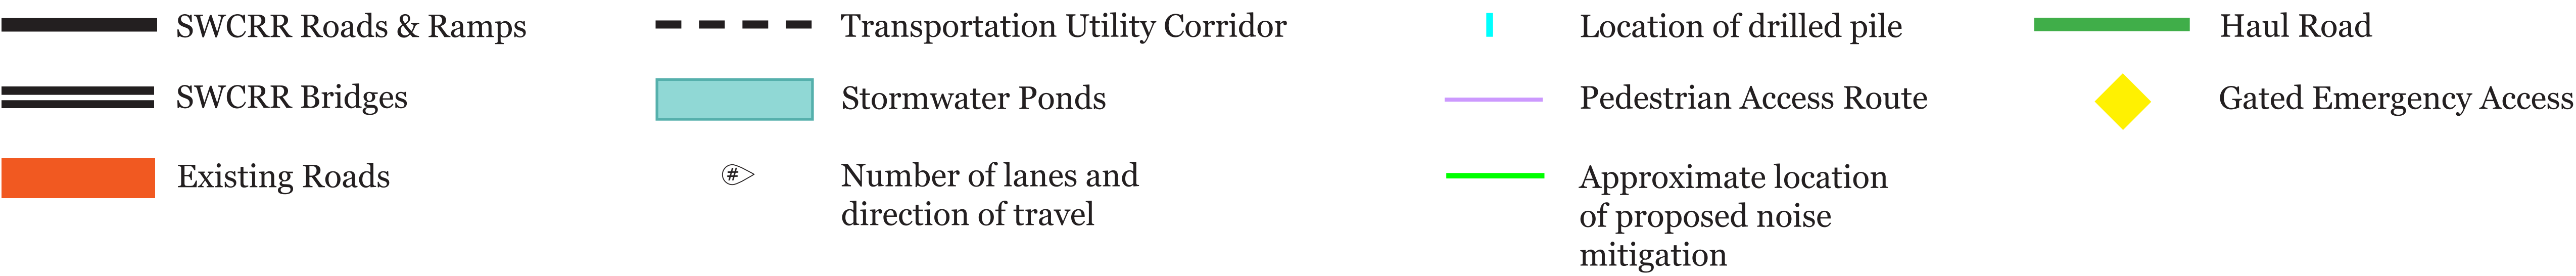 SWCRR Roads & Ramps
SWCRR Bridges
Existing Roads
Transportation Utility Corridor
Stormwater Ponds
#
Number of lanes and
direction of travel
Location of drilled pile
Pedestrian Access Route
Approximate location
of proposed noise
mitigation
Haul Road
Gated Emergency Access